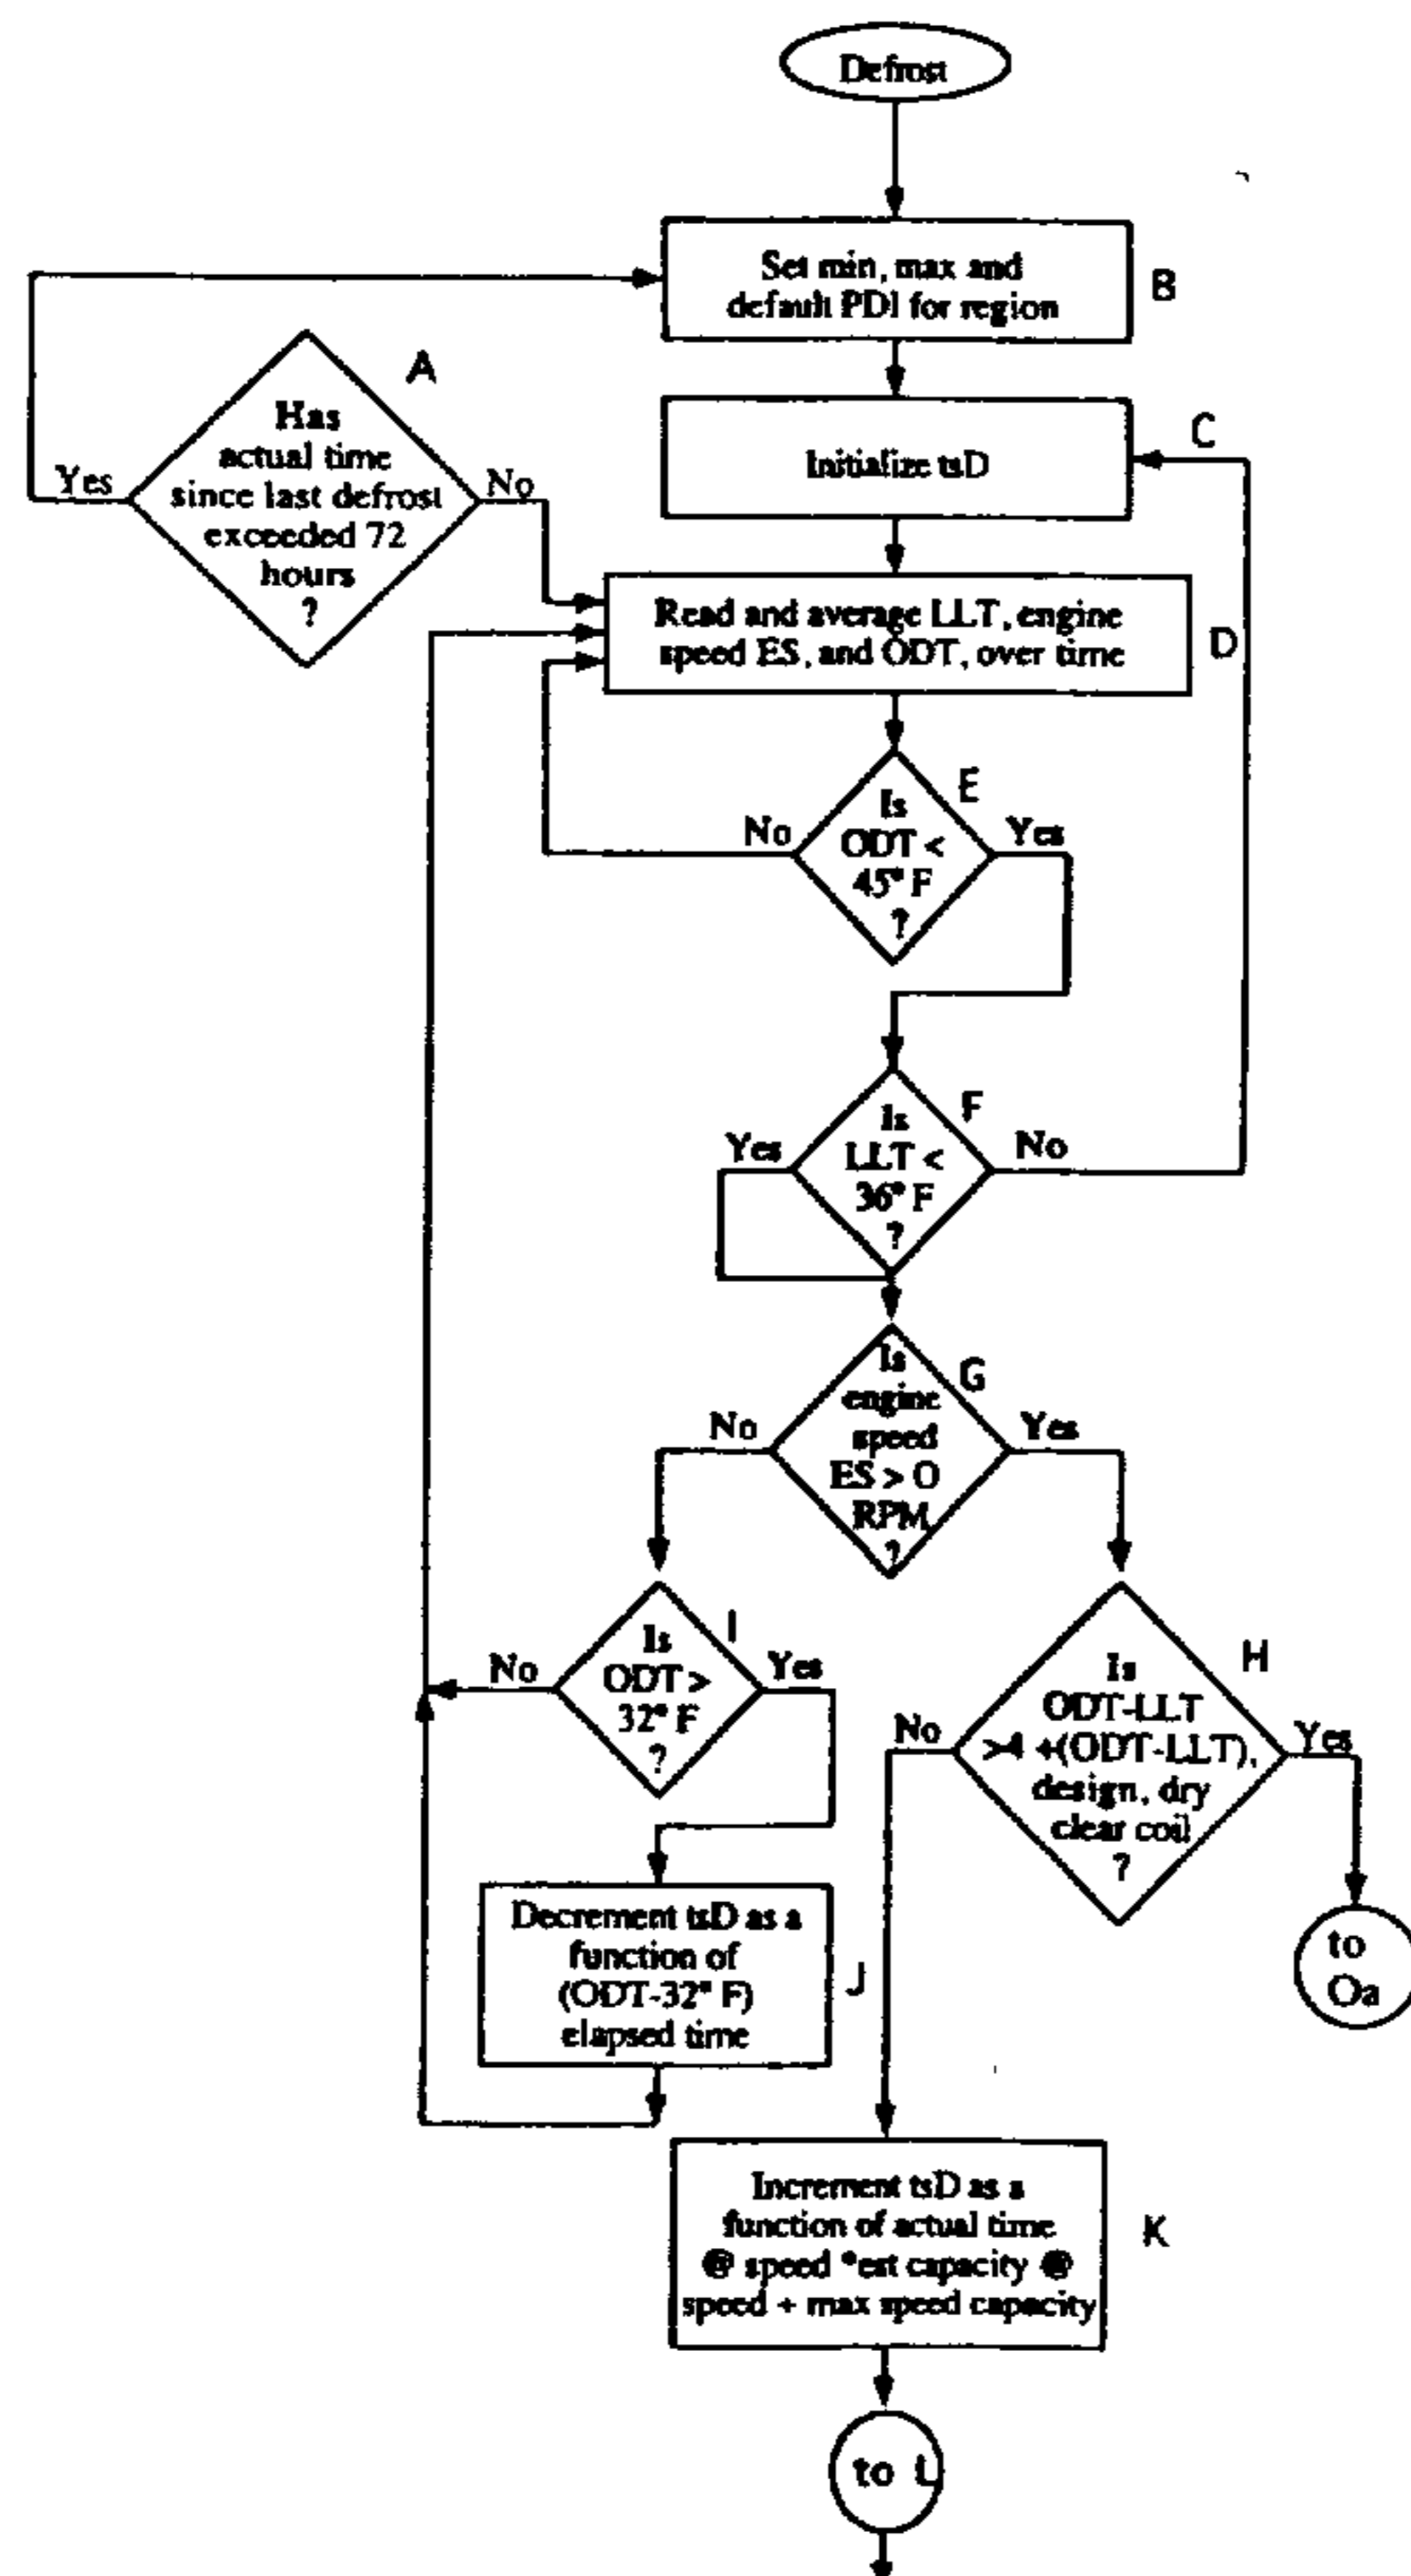 Defrost
Set min, max and
default PDI for region
B
A
Has
actual time
since last defrost
exceeded 72
hours
?
Yes
No
Initialize tsD
C
Read and average LLT, engine
speed ES, and ODT, over time
D
Is
ODT <
45° F
?
E
No
Yes
Is
LLT <
36° F
?
F
Yes
No
Is
engine
speed
ES > O
RPM
?
G
No
Yes
Is
ODT >
32° F
?
I
No
Yes
Is
ODT-LLT
>4 +(ODT-LLT),
design, dry
clear coil
?
H
No
Yes
to
Oa
Decrement tsD as a
function of
(ODT-32° F)
elapsed time
J
Increment tsD as a
function of actual time
@ speed *est capacity @
speed + max speed capacity
K
to L